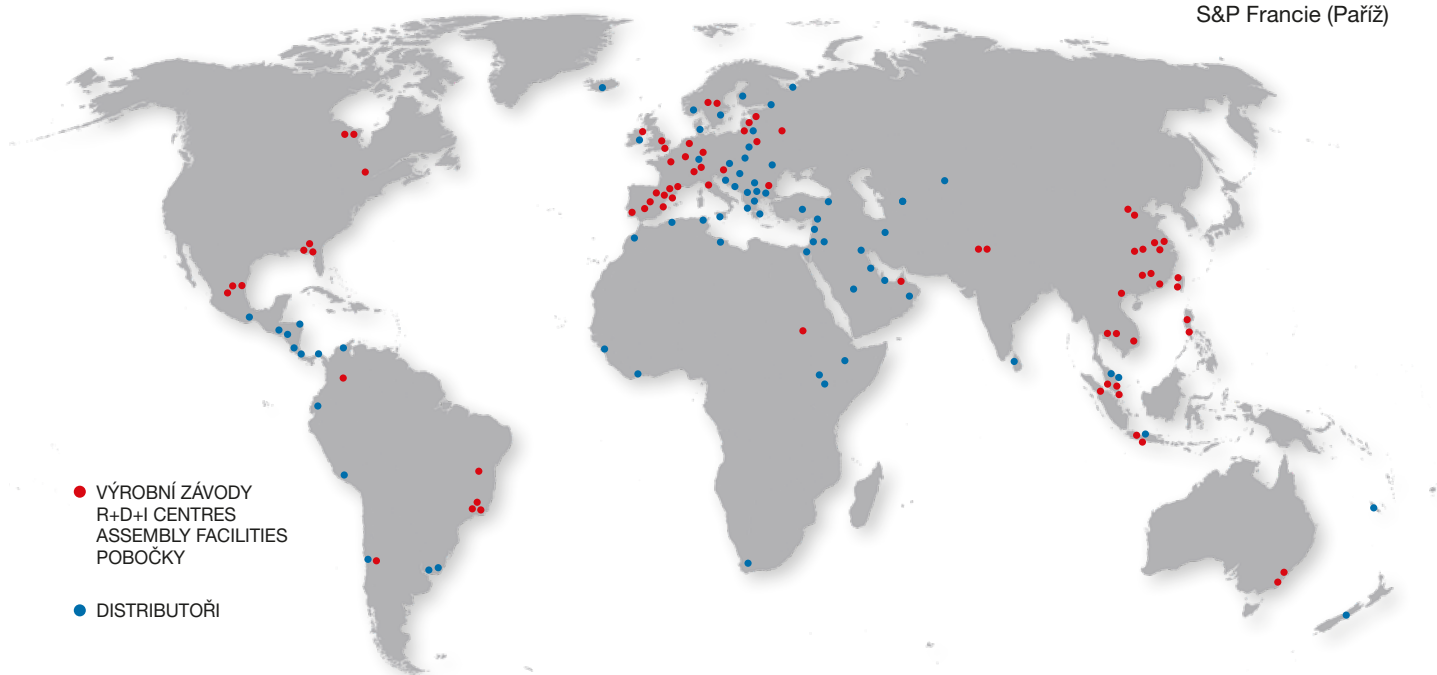 S&P Francie (Paříž)
VÝROBNÍ ZÁVODY
R+D+I CENTRES
ASSEMBLY FACILITIES
POBOČKY
DISTRIBUTOŘI